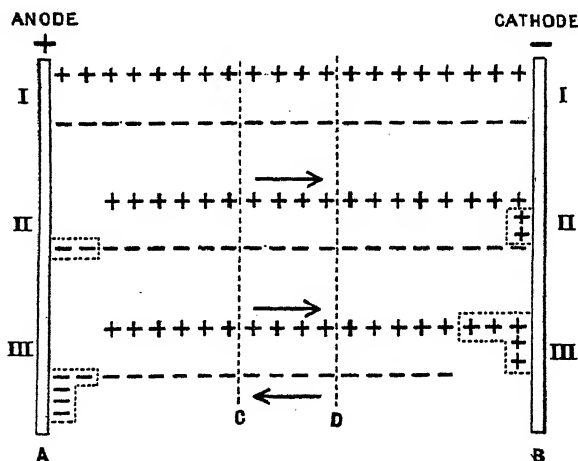 ANODE CATHODE
+ −
I I
II II
III III
C D
A B